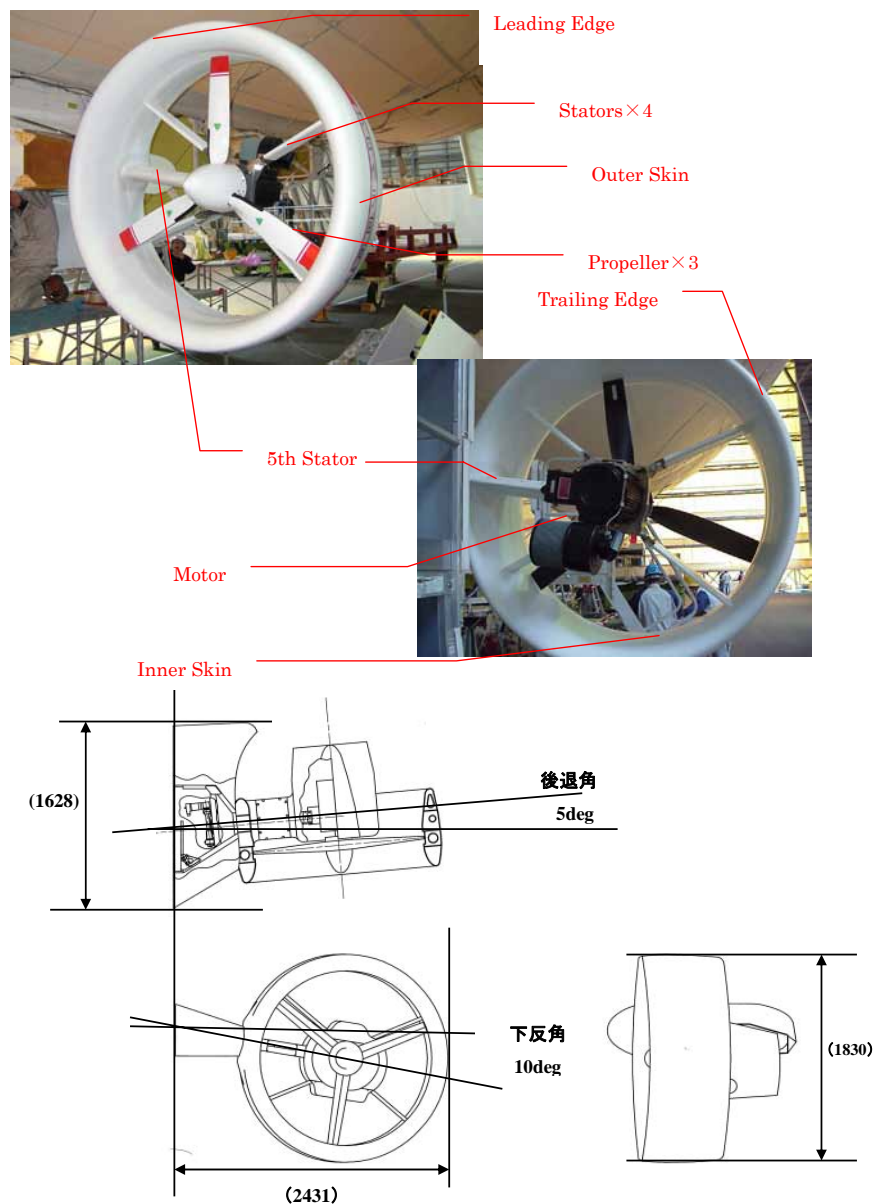 Leading Edge
Stators×4
Outer Skin
Propeller×3
Trailing Edge
5th Stator
Motor
Inner Skin
後退角
(1628)
5deg
下反角
10deg
(1830)
(2431)